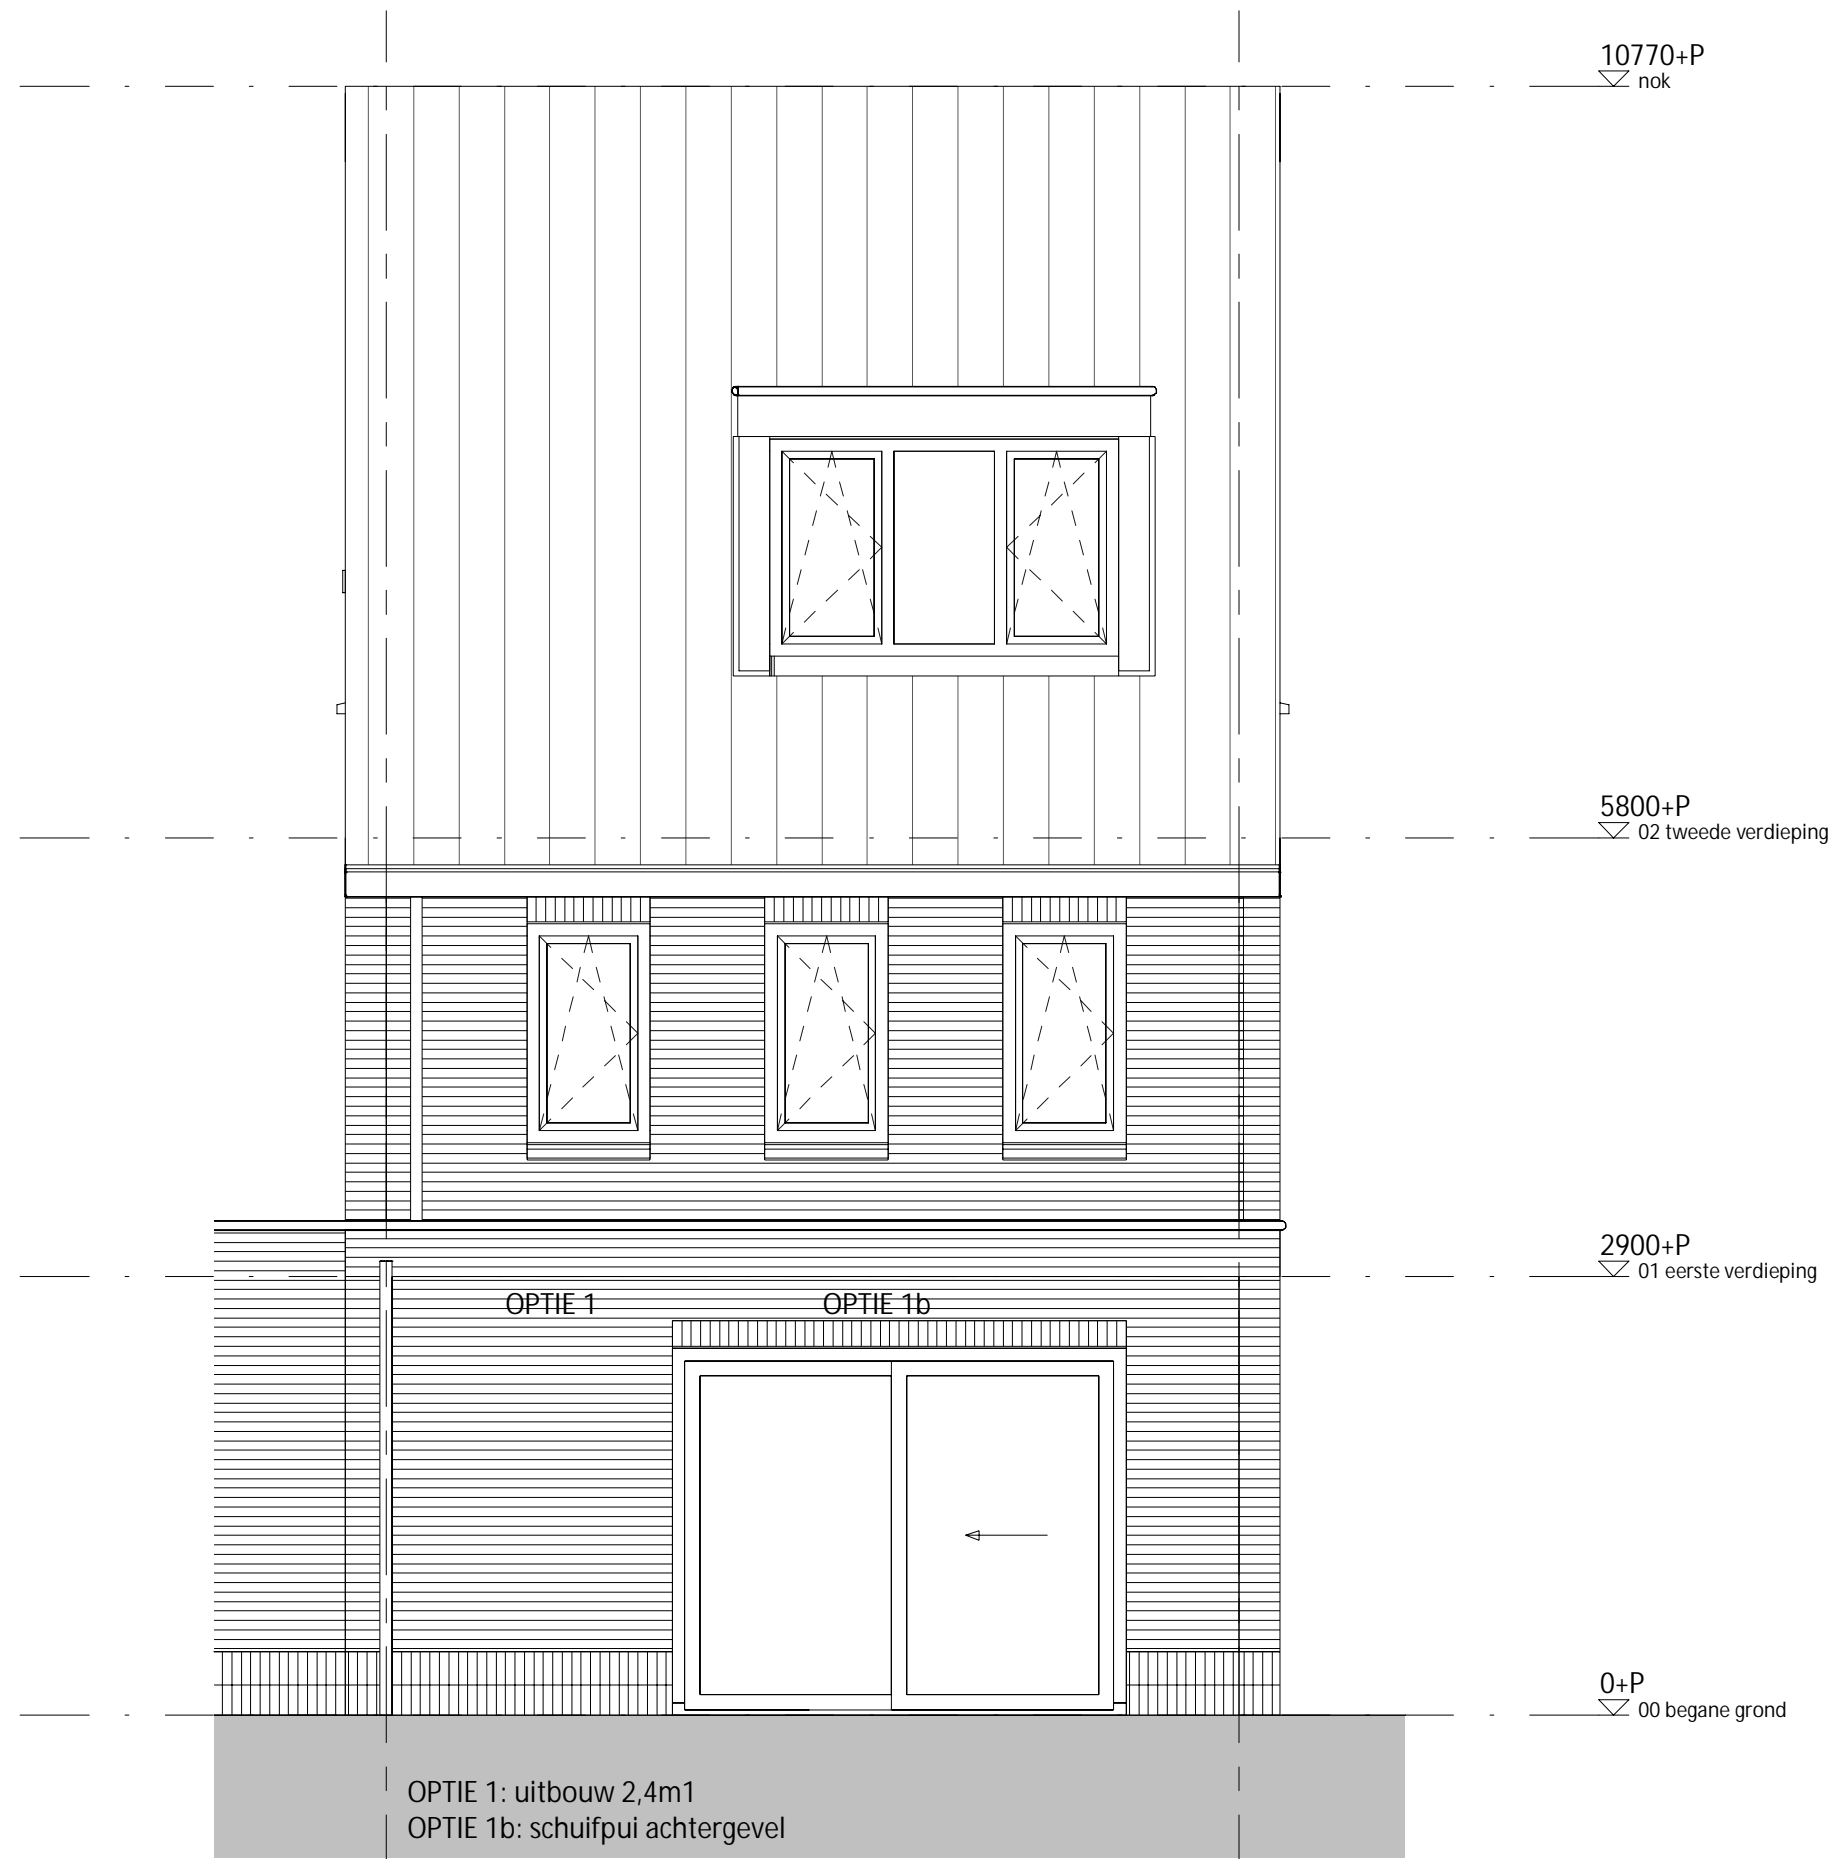 10770+P
nok
5800+P
02 tweede verdieping
2900+P
01 eerste verdieping
OPTIE 1
OPTIE 1b
0+P
00 begane grond
OPTIE 1: uitbouw 2,4m1
OPTIE 1b: schuifpui achtergevel